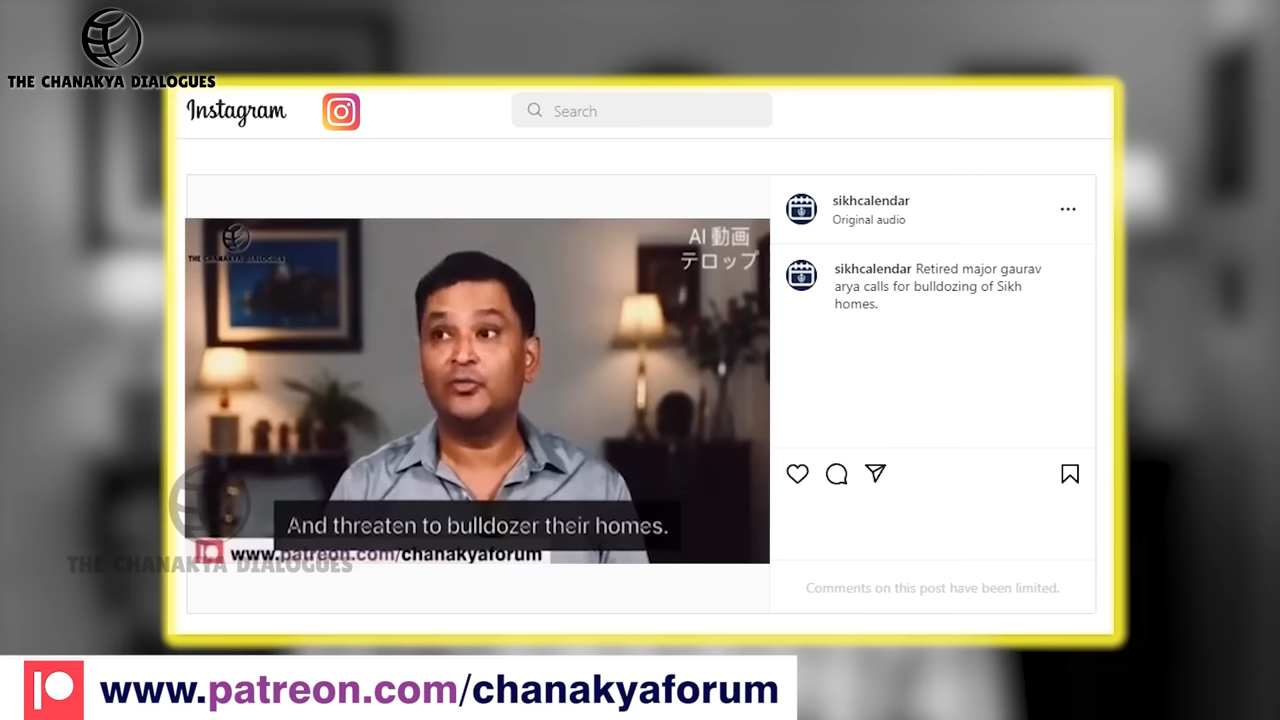 THE CHANAKYA DIALOGUES
Instagram
Search
THE CHANAKYA DIALOGUES
AI 動画
テロップ
And threaten to bulldozer their homes.
www.patreon.com/chanakyaforum
sikhcalendar
Original audio
sikhcalendar Retired major gaurav
arya calls for bulldozing of Sikh
homes.
Comments on this post have been limited.
THE CHANAKYA DIALOGUES
www.patreon.com/chanakyaforum